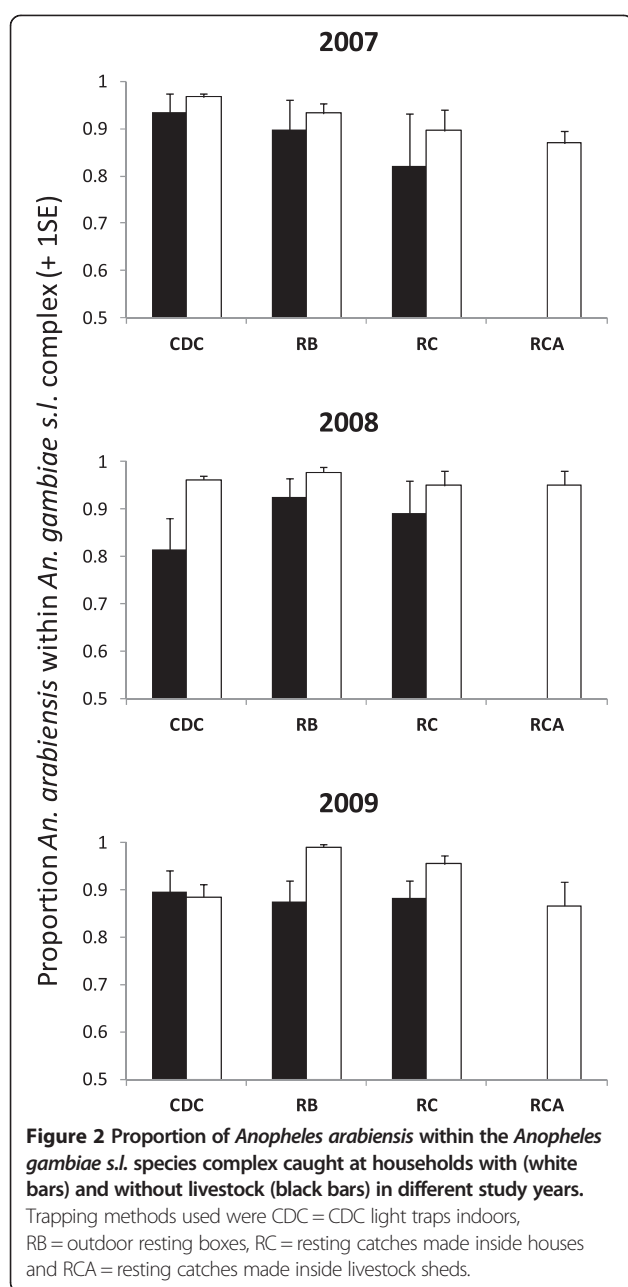 2007
Proportion An. arabiensis within An. gambiae s.l. complex (+ 1SE)
1
0.9
0.8
0.7
0.6
0.5
CDC RB RC RCA
2008
1
0.9
0.8
0.7
0.6
0.5
CDC RB RC RCA
2009
1
0.9
0.8
0.7
0.6
0.5
CDC RB RC RCA
Figure 2 Proportion of Anopheles arabiensis within the Anopheles
gambiae s.l. species complex caught at households with (white
bars) and without livestock (black bars) in different study years.
Trapping methods used were CDC = CDC light traps indoors,
RB = outdoor resting boxes, RC = resting catches made inside houses
and RCA = resting catches made inside livestock sheds.